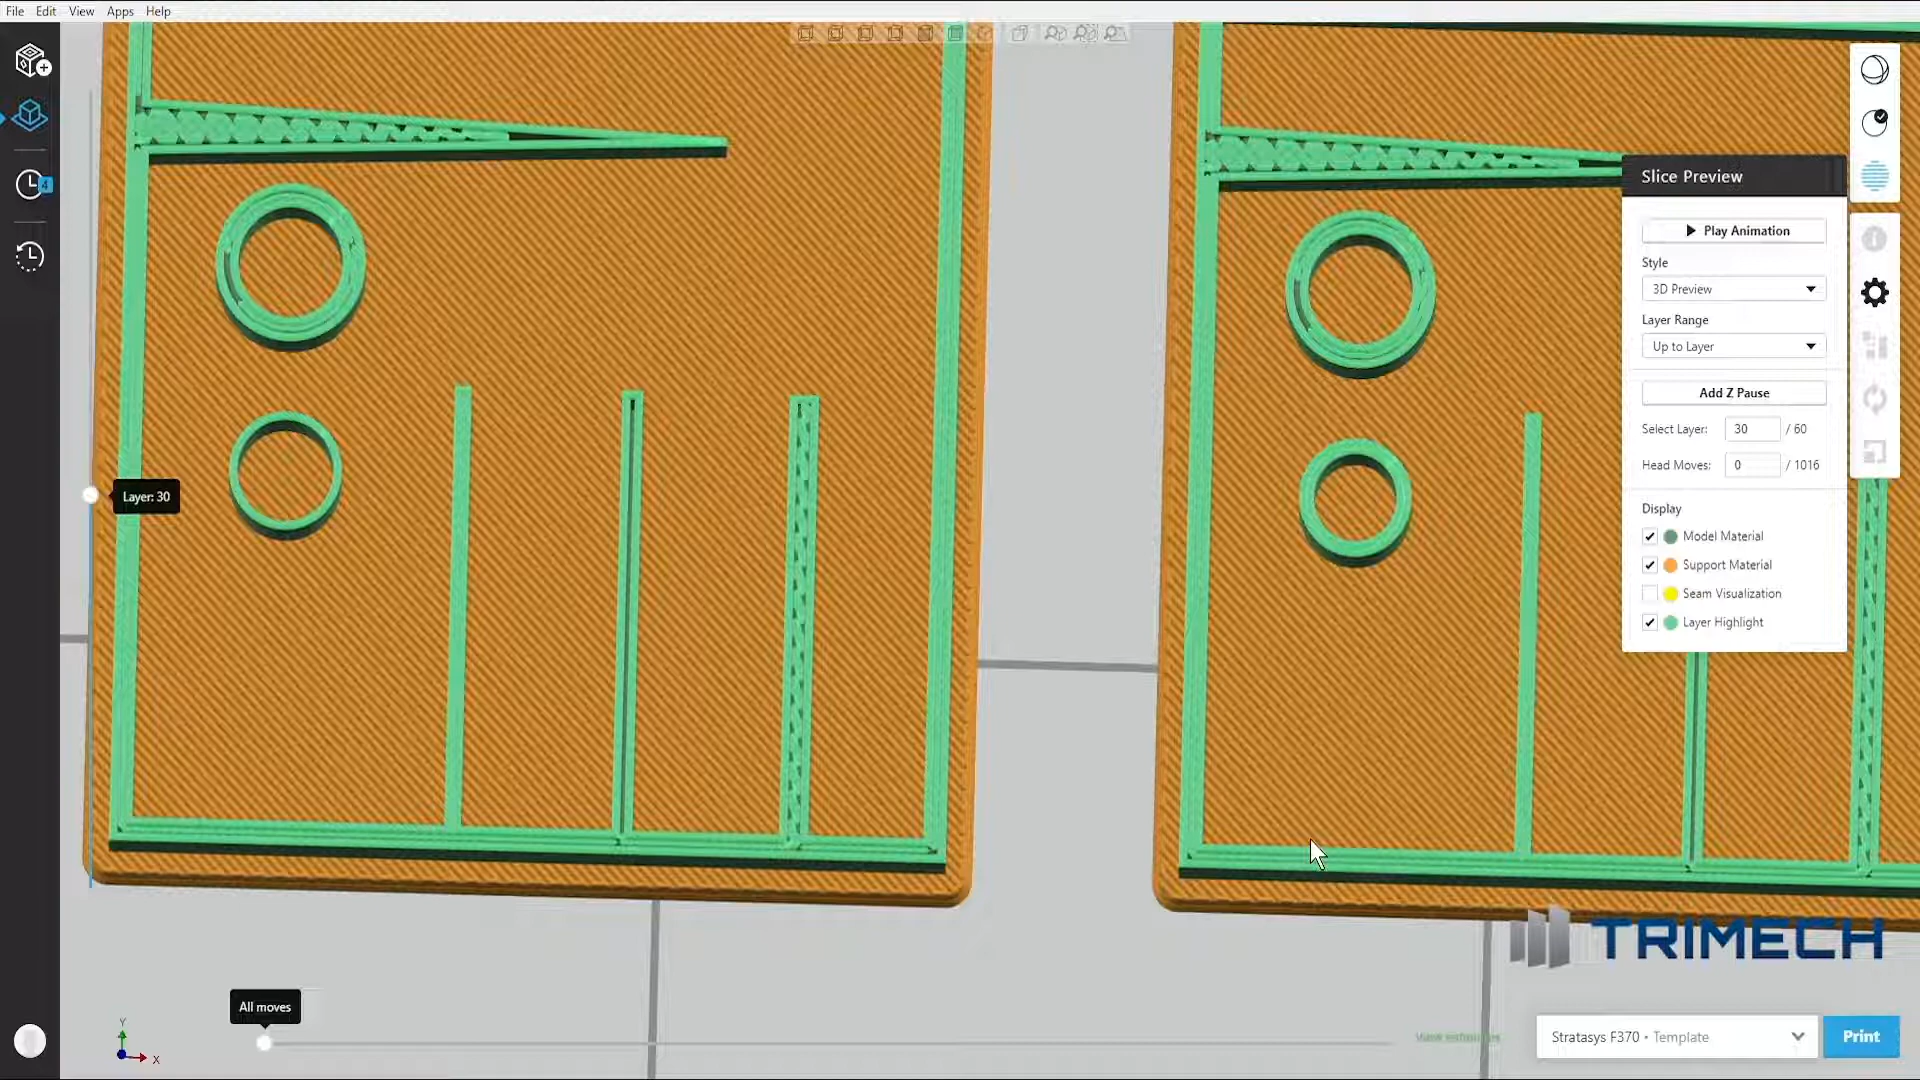 File Edit View Apps Help
4
Slice Preview
Play Animation
Style
3D Preview
Layer Range
Up to Layer
Add Z Pause
Select Layer: 30 / 60
Head Moves: 0 / 1016
Display
Model Material
Support Material
Seam Visualization
Layer Highlight
Layer: 30
TRIMECH
All moves
Y
X
Stratasys F370 • Template
Print